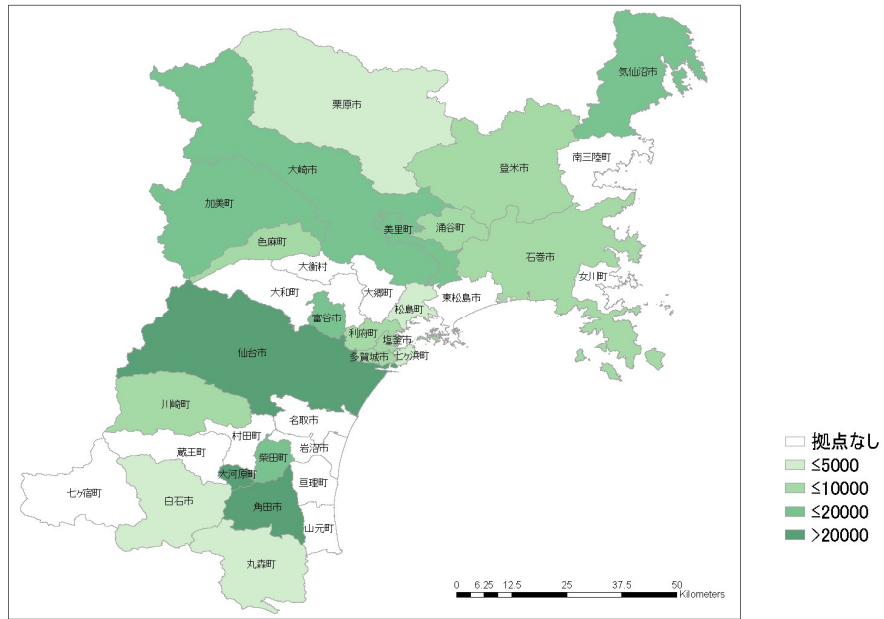 気仙沼市
栗原市
南三陸町
登米市
大崎市
加美町
美里町
涌谷町
色麻町
石巻市
大衡村
女川町
大和町
大郷町
東松島市
松島町
富谷市
利府町
塩釜市
仙台市
多賀城市
七ヶ浜町
川崎町
名取市
村田町
岩沼市
蔵王町
柴田町
大河原町
亘理町
七ヶ宿町
白石市
角田市
山元町
丸森町
拠点なし
≤5000
≤10000
≤20000
>20000
0 6.25 12.5 25 37.5 50
Kilometers